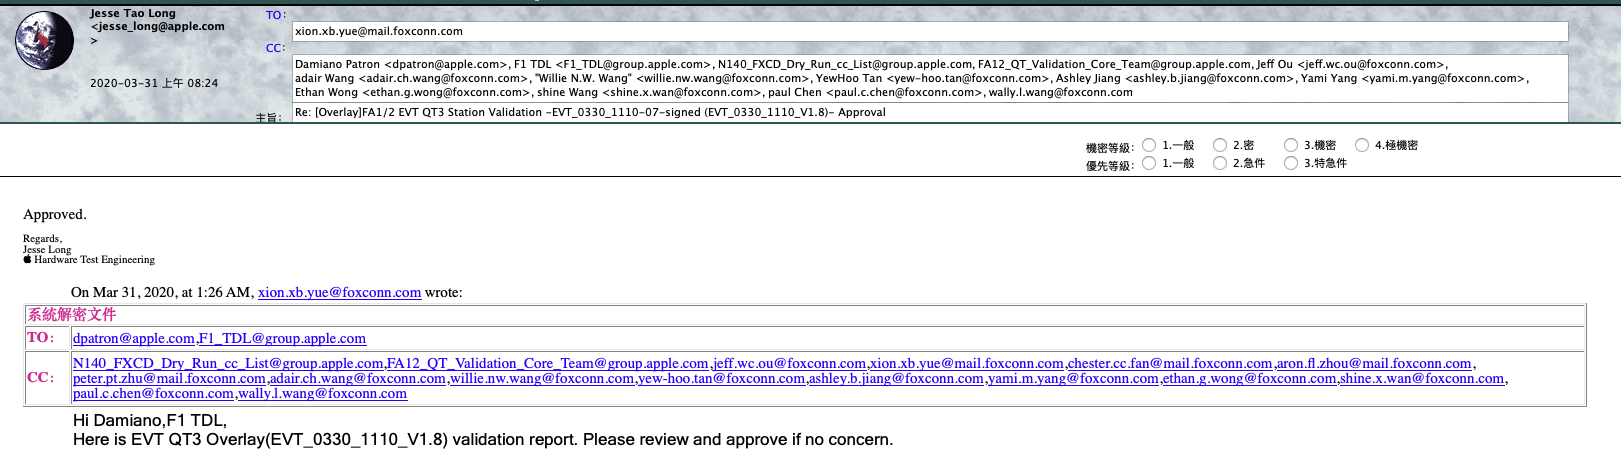 Jesse Tao Long
<jesse_long@apple.com
>
2020-03-31 上午 08:24
TO:
xion.xb.yue@mail.foxconn.com
CC:
Damiano Patron <dpatron@apple.com>, F1 TDL <F1_TDL@group.apple.com>, N140_FXCD_Dry_Run_cc_List@group.apple.com, FA12_QT_Validation_Core_Team@group.apple.com, Jeff Ou <jeff.wc.ou@foxconn.com>,
adair Wang <adair.ch.wang@foxconn.com>, "Willie N.W. Wang" <willie.nw.wang@foxconn.com>, YewHoo Tan <yew-hoo.tan@foxconn.com>, Ashley Jiang <ashley.b.jiang@foxconn.com>, Yami Yang <yami.m.yang@foxconn.com>,
Ethan Wong <ethan.g.wong@foxconn.com>, shine Wang <shine.x.wan@foxconn.com>, paul Chen <paul.c.chen@foxconn.com>, wally.l.wang@foxconn.com
主旨:
Re: [Overlay]FA1/2 EVT QT3 Station Validation -EVT_0330_1110-07-signed (EVT_0330_1110_V1.8)- Approval
機密等級: 1.一般 2.密 3.機密 4.極機密
優先等級: 1.一般 2.急件 3.特急件
Approved.
Regards,
Jesse Long
Hardware Test Engineering
On Mar 31, 2020, at 1:26 AM, xion.xb.yue@foxconn.com wrote:
系統解密文件
TO: dpatron@apple.com,F1_TDL@group.apple.com
CC: N140_FXCD_Dry_Run_cc_List@group.apple.com,FA12_QT_Validation_Core_Team@group.apple.com,jeff.wc.ou@foxconn.com,xion.xb.yue@mail.foxconn.com,chester.cc.fan@mail.foxconn.com,aron.fl.zhou@mail.foxconn.com,
peter.pt.zhu@mail.foxconn.com,adair.ch.wang@foxconn.com,willie.nw.wang@foxconn.com,yew-hoo.tan@foxconn.com,ashley.b.jiang@foxconn.com,yami.m.yang@foxconn.com,ethan.g.wong@foxconn.com,shine.x.wan@foxconn.com,
paul.c.chen@foxconn.com,wally.l.wang@foxconn.com
Hi Damiano,F1 TDL,
Here is EVT QT3 Overlay(EVT_0330_1110_V1.8) validation report. Please review and approve if no concern.